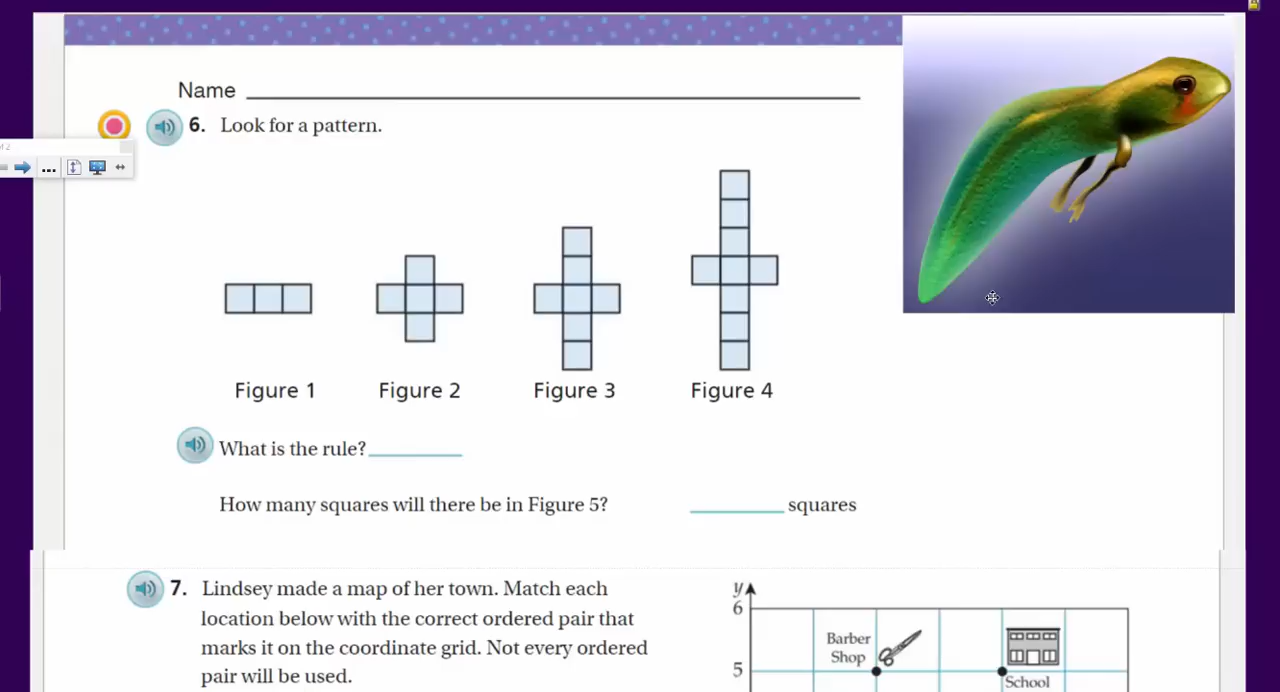 Name
6. Look for a pattern.
of 2
...
Figure 1 Figure 2 Figure 3 Figure 4
What is the rule?
How many squares will there be in Figure 5? squares
7. Lindsey made a map of her town. Match each
location below with the correct ordered pair that
marks it on the coordinate grid. Not every ordered
pair will be used.
y
6
Barber
Shop
5
School